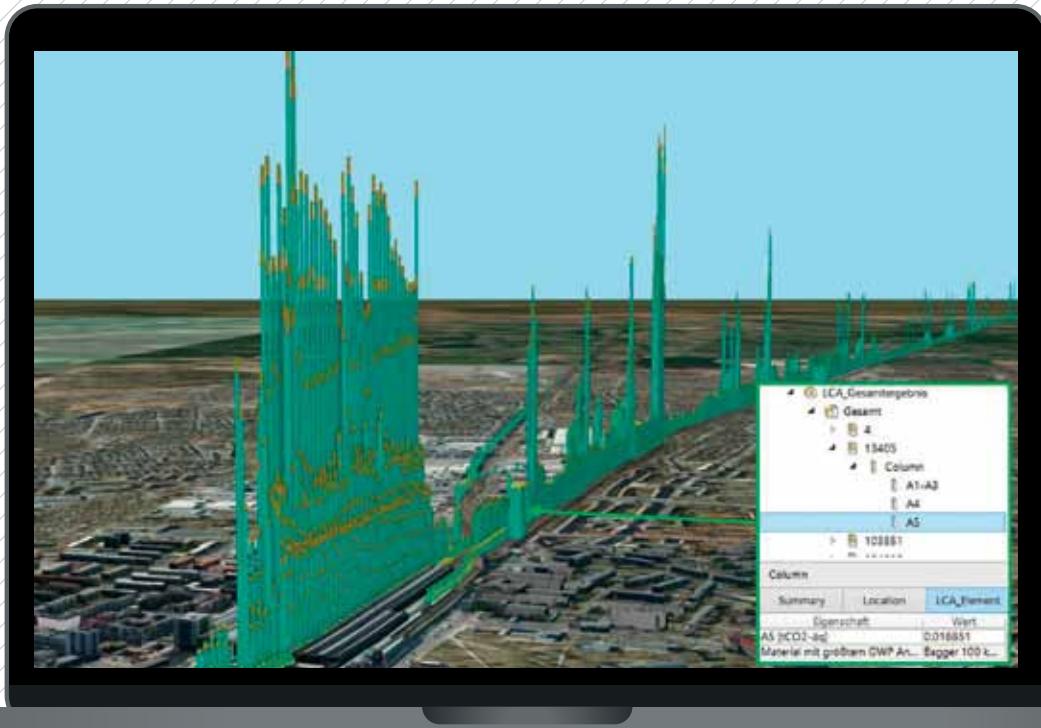 LCA_Gesamtergebnis
Gesamt
4
13405
Column
A1-A3
A4
A5
103881
Column
Summary Location LCA_Element
Eigenschaft Wert
A5 [tCO2-äq] 0,016851
Material mit größtem GWP An... Bagger 100 k...